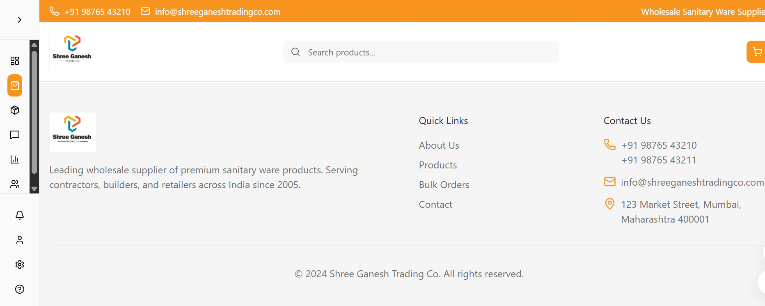 +91 98765 43210
info@shreeganeshtradingco.com
Wholesale Sanitary Ware Supplie
Shree Ganesh
Search products...
Shree Ganesh
Leading wholesale supplier of premium sanitary ware products. Serving
contractors, builders, and retailers across India since 2005.
Quick Links
About Us
Products
Bulk Orders
Contact
Contact Us
+91 98765 43210
+91 98765 43211
info@shreeganeshtradingco.com
123 Market Street, Mumbai,
Maharashtra 400001
© 2024 Shree Ganesh Trading Co. All rights reserved.